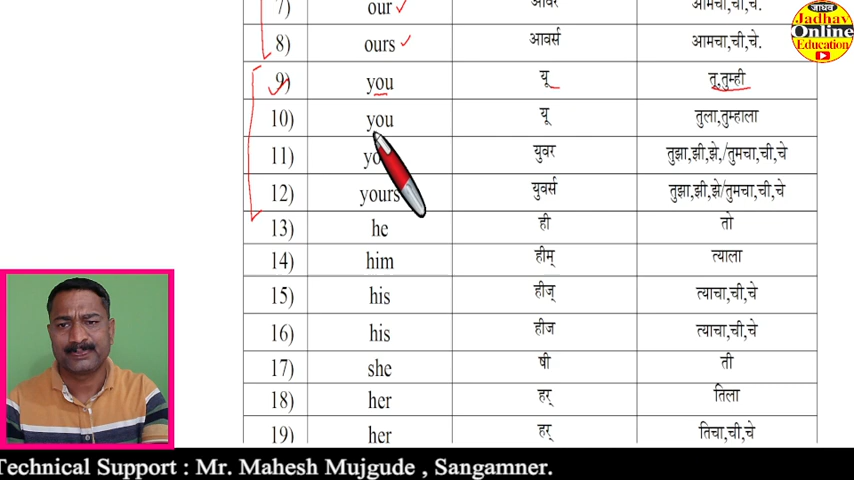 7) our आवर आमचा,ची,चे.
8) ours आवर्स आमचा,ची,चे.
9) you यू तू,तुम्ही
10) you यू तुला,तुम्हाला
11) युवर तुझा,झी,झे,/तुमचा,ची,चे
12) yours युवर्स तुझा,झी,झे/तुमचा,ची,चे
13) he ही तो
14) him हीम् त्याला
15) his हीज् त्याचा,ची,चे
16) his हीज त्याचा,ची,चे
17) she षी ती
18) her हर् तिला
19) her हर् तिचा,ची,चे
जाधव
Jadhav
Online
Education
Technical Support : Mr. Mahesh Mujgude , Sangamner.